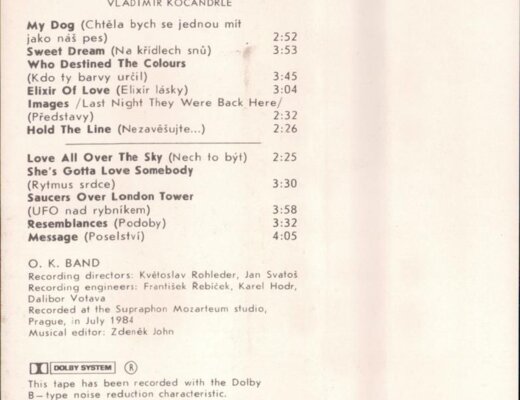 VLADIMÍR KOČANDRLE
My Dog (Chtěla bych se jednou mít
jako náš pes) 2:52
Sweet Dream (Na křídlech snů) 3:53
Who Destined The Colours
(Kdo ty barvy určil) 3:45
Elixir Of Love (Elixír lásky) 3:04
Images /Last Night They Were Back Here/
(Představy) 2:32
Hold The Line (Nezavěšujte...) 2:26
Love All Over The Sky (Nech to být) 2:25
She's Gotta Love Somebody
(Rytmus srdce) 3:30
Saucers Over London Tower
(UFO nad rybníkem) 3:58
Resemblances (Podoby) 3:32
Message (Poselství) 4:05
O. K. BAND
Recording directors: Květoslav Rohleder, Jan Svatoš
Recording engineers: František Řebíček, Karel Hodr,
Dalibor Votava
Recorded at the Supraphon Mozarteum studio,
Prague, in July 1984
Musical editor: Zdeněk John
DOLBY SYSTEM ®
This tape has been recorded with the Dolby
B—type noise reduction characteristic.